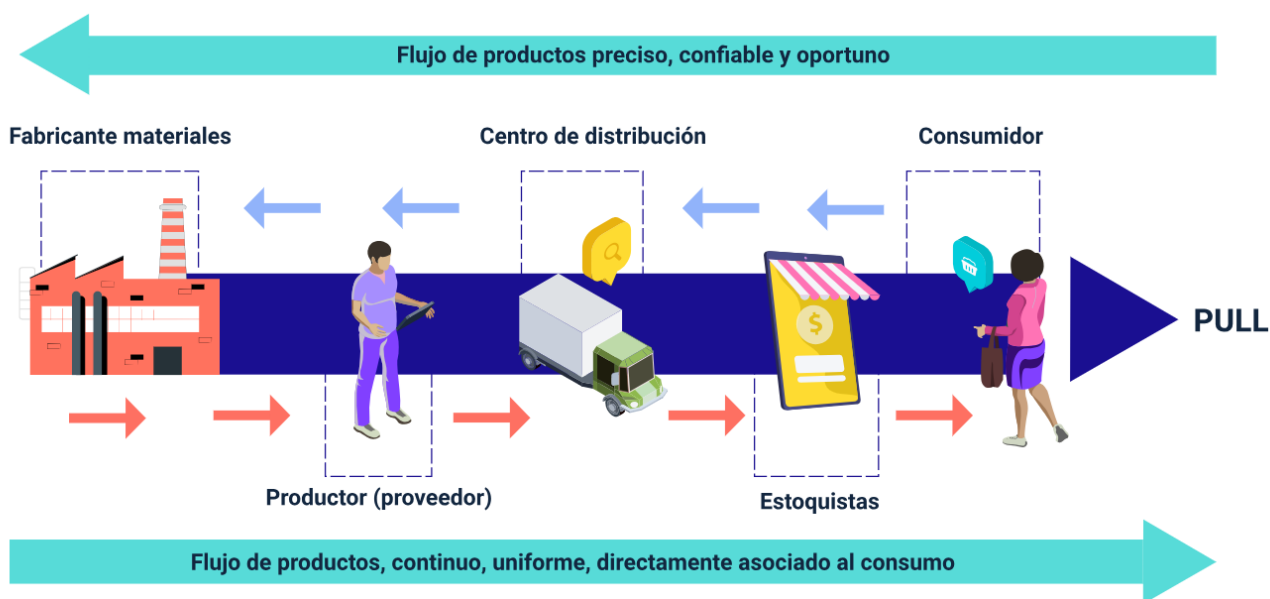 Flujo de productos preciso, confiable y oportuno
Fabricante materiales
Centro de distribución
Consumidor
$
PULL
Productor (proveedor)
Estoquistas
Flujo de productos, continuo, uniforme, directamente asociado al consumo